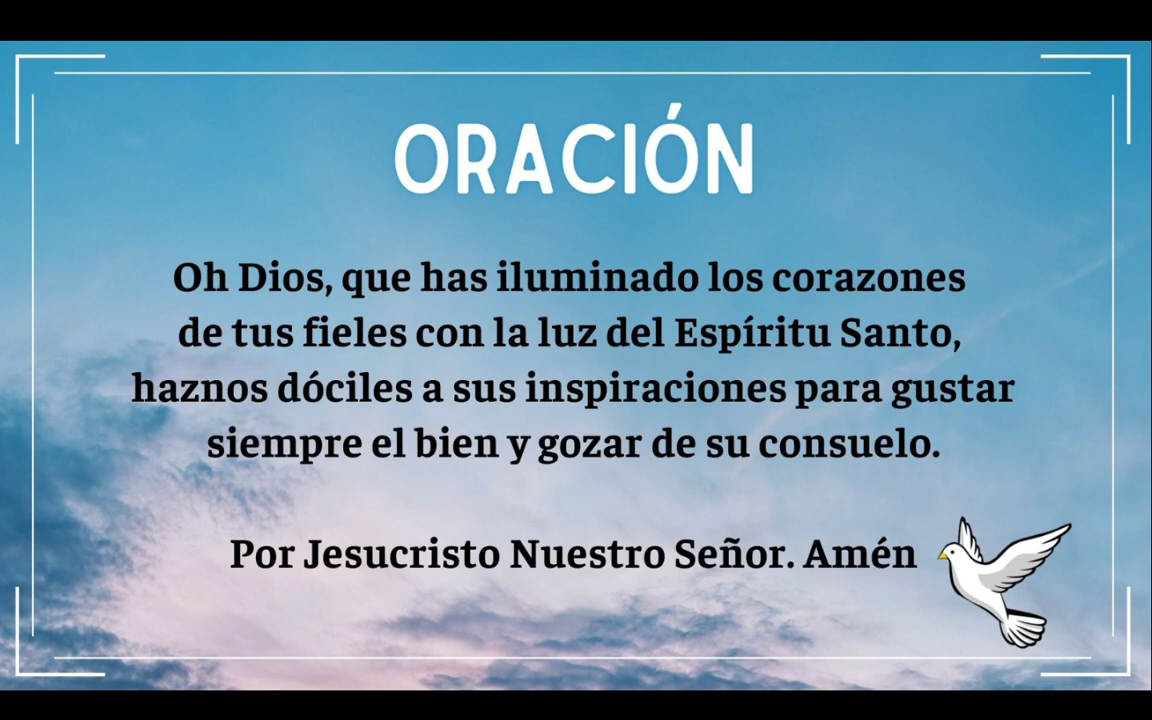 ORACIÓN
Oh Dios, que has iluminado los corazones
de tus fieles con la luz del Espíritu Santo,
haznos dóciles a sus inspiraciones para gustar
siempre el bien y gozar de su consuelo.
Por Jesucristo Nuestro Señor. Amén